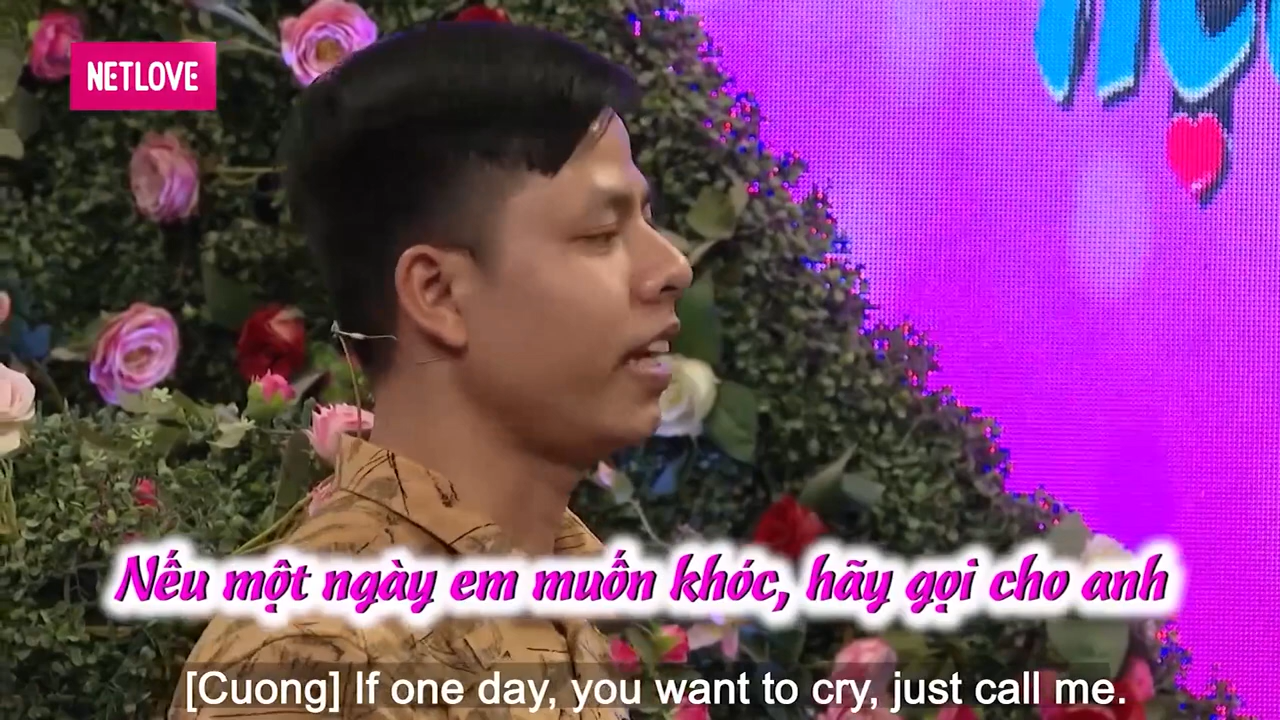 NETLOVE
Nếu một ngày em muốn khóc, hãy gọi cho anh
[Cuong] If one day, you want to cry, just call me.